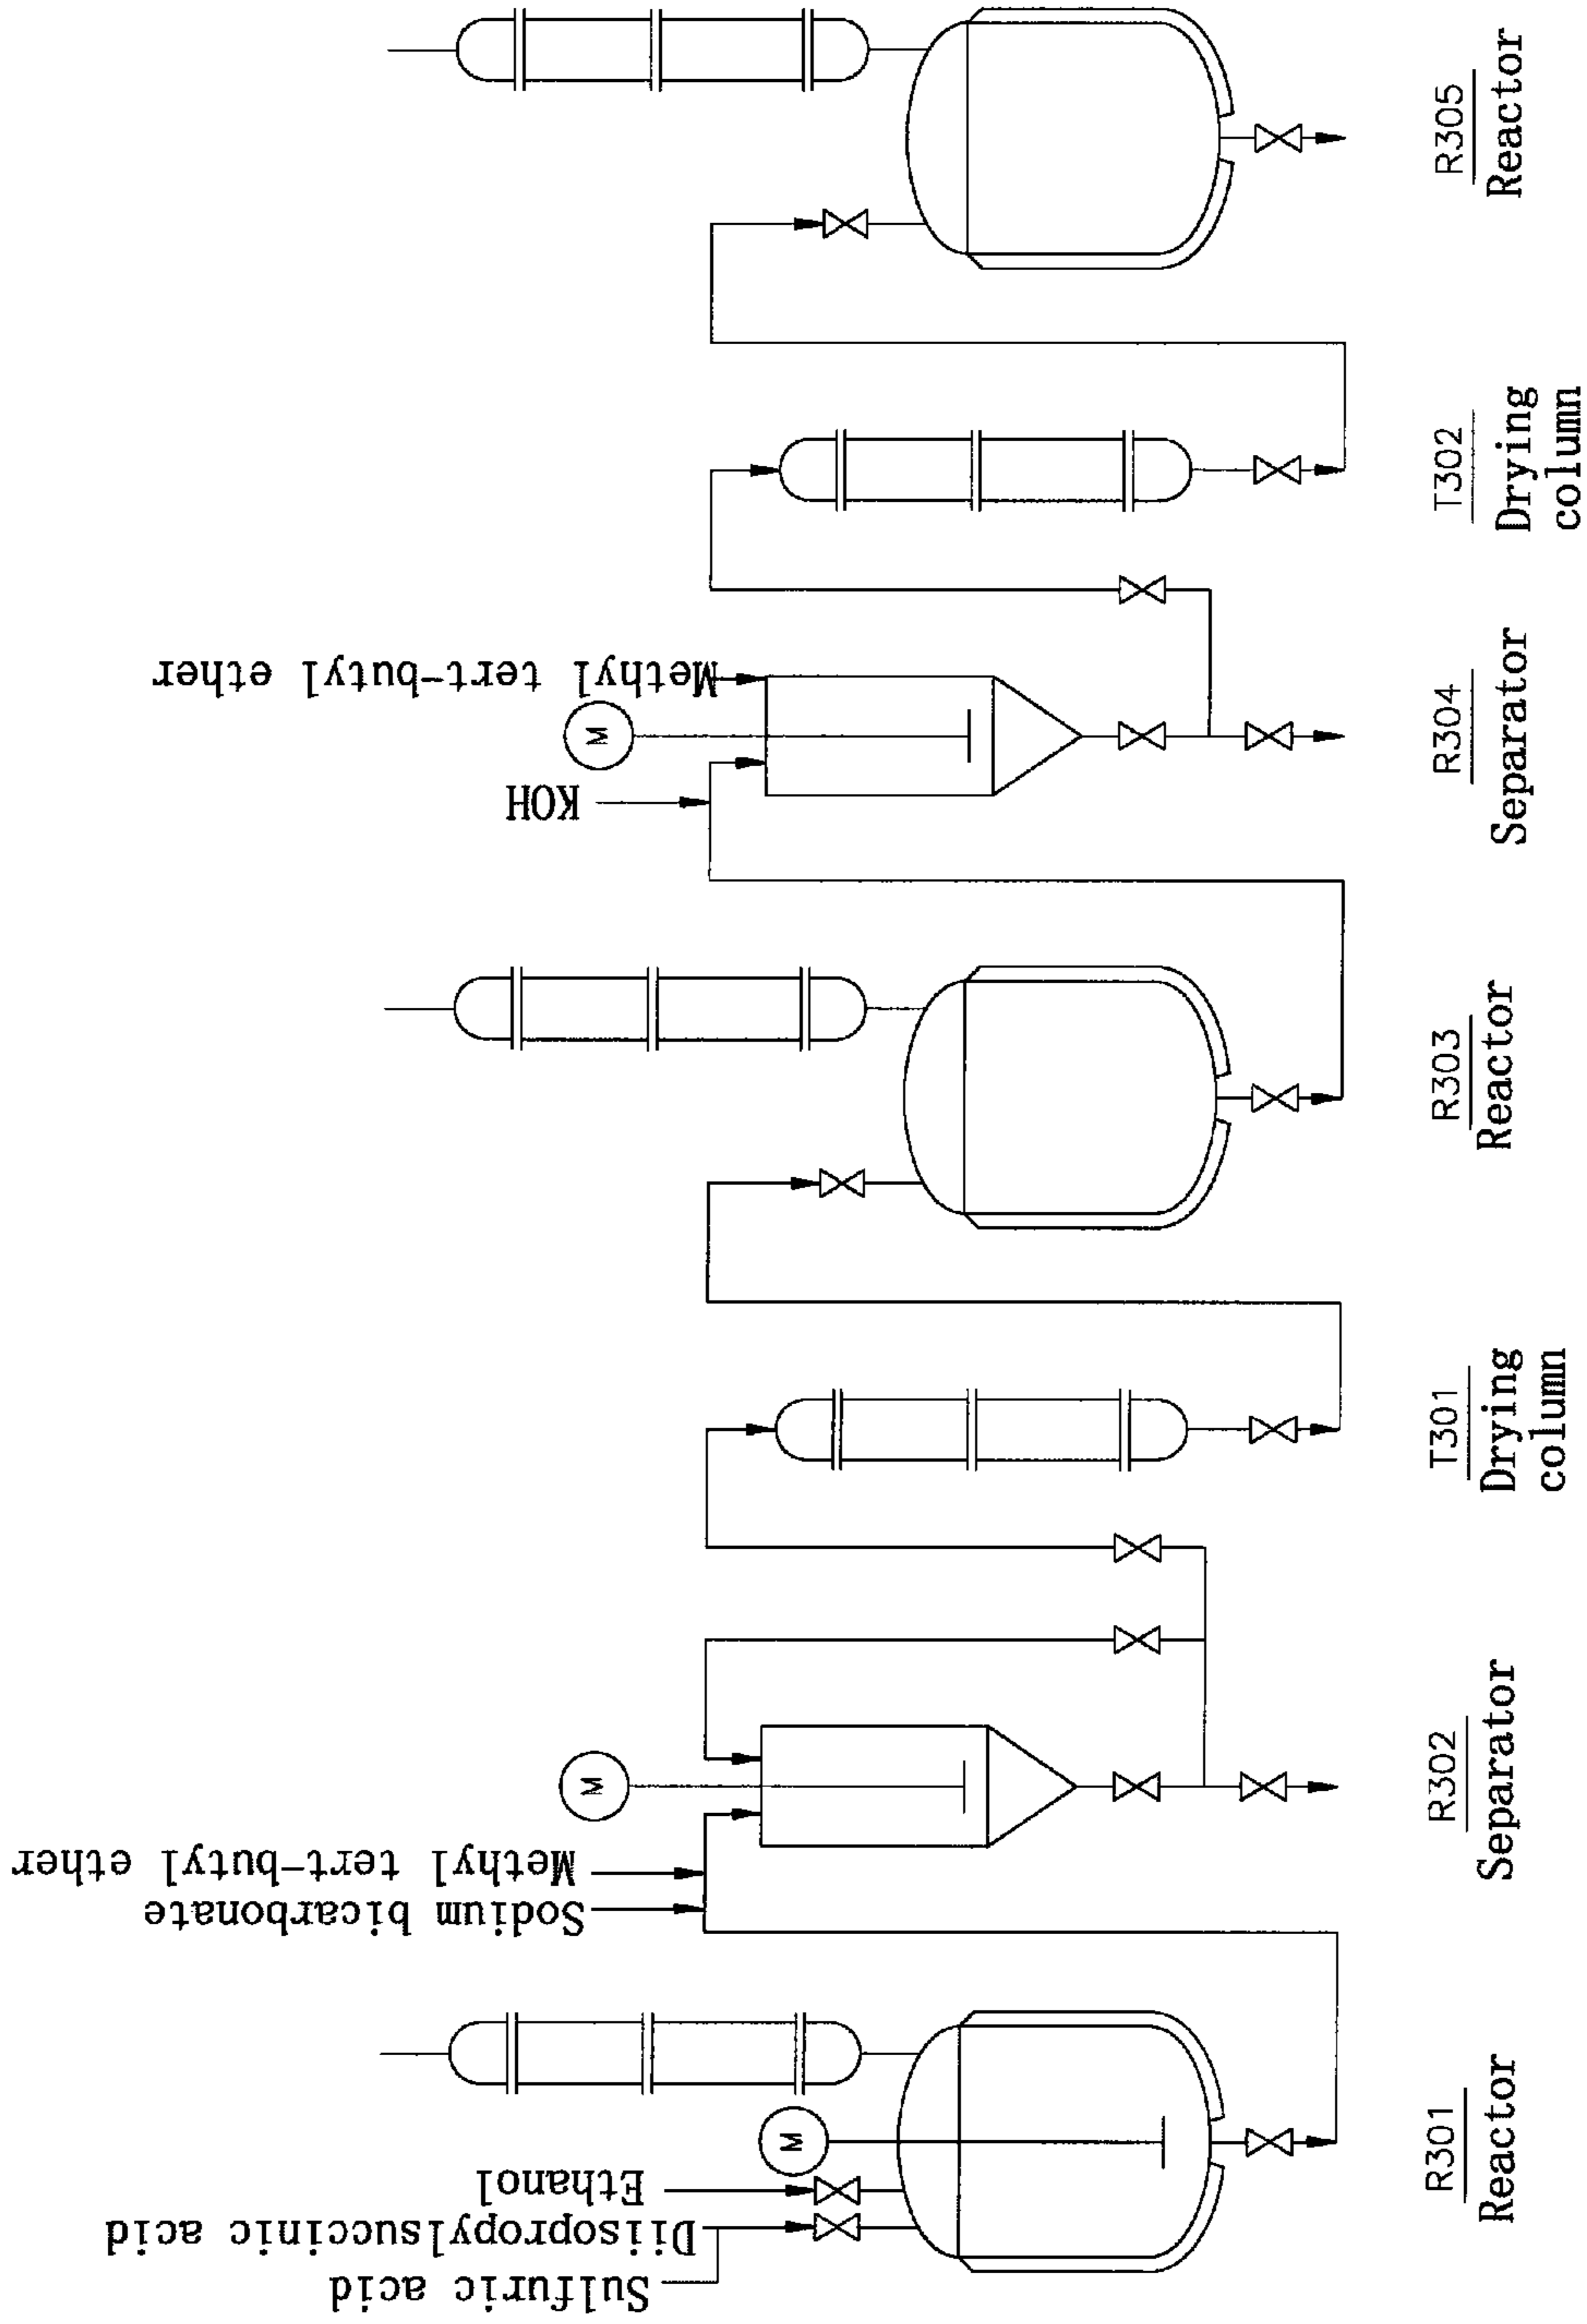 Sulfuric acid
Diisopropylsuccinic acid
Ethanol
M
Sodium bicarbonate
Methyl tert-butyl ether
M
KOH
M
Methyl tert-butyl ether
R301
Reactor
R302
Separator
T301
Drying
column
R303
Reactor
R304
Separator
T302
Drying
column
R305
Reactor